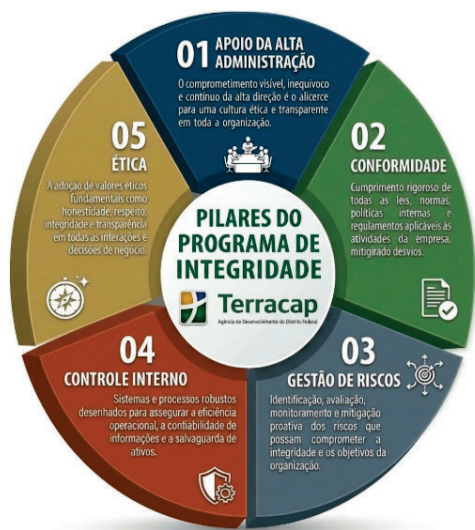 01 APOIO DA ALTA
ADMINISTRAÇÃO
O comprometimento visível, inequívoco
e contínuo da alta direção é o alicerce
para uma cultura ética e transparente
em toda a organização.
02
CONFORMIDADE
Cumprimento rigoroso de
todas as leis, normas,
políticas internas e
regulamentos aplicáveis às
atividades da empresa,
mitigirado desvios.
03
GESTÃO DE RISCOS
Identificação, avaliação,
monitoramento e mitigação
proativa dos riscos que
possam comprometer a
integridade e os objetivos da
organização.
04
CONTROLE INTERNO
Sistemas e processos robustos
desenhados para assegurar a eficiência
operacional, a confiabilidade de
informações e a salvaguarda de
ativos.
05
ÉTICA
A adoção de valores éticos
fundamentais como
honestidade, respeito,
integridade e transparência
em todas as interações e
decisões de negócio.
PILARES DO
PROGRAMA DE
INTEGRIDADE
Terracap
Agência de Desenvolvimento do Distrito Federal